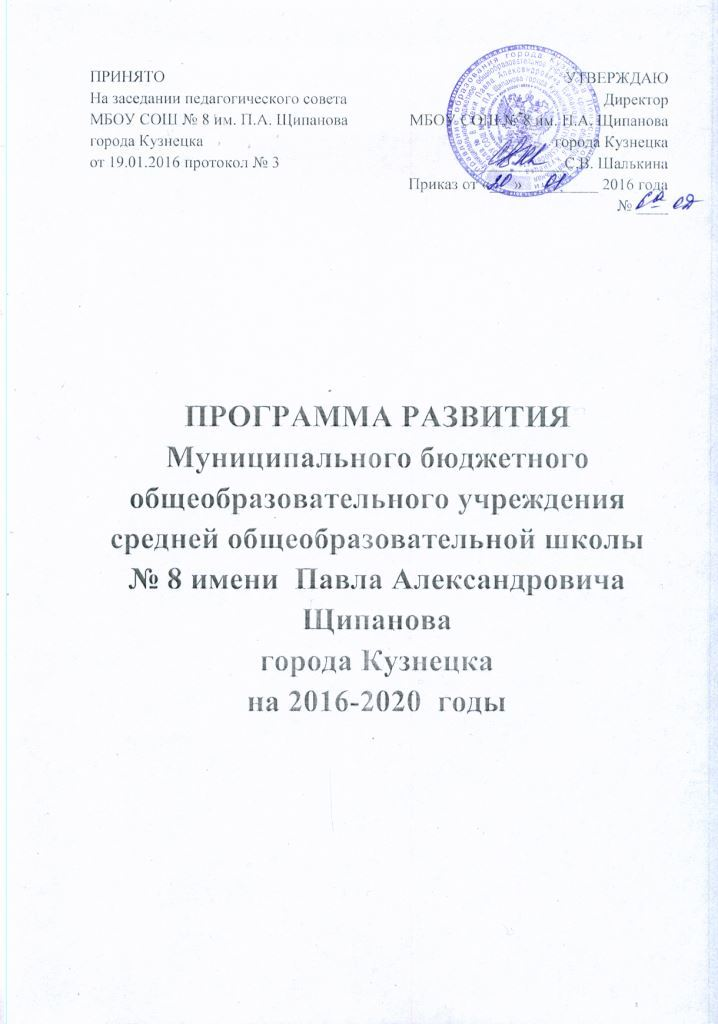 ПРИНЯТО
На заседании педагогического совета
МБОУ СОШ № 8 им. П.А. Щипанова
города Кузнецка
от 19.01.2016 протокол № 3
УТВЕРЖДАЮ
Директор
МБОУ СОШ № 8 им. П.А. Щипанова
города Кузнецка
С.В. Шалькина
Приказ от « 20 » 01 2016 года
№
ПРОГРАММА РАЗВИТИЯ
Муниципального бюджетного
общеобразовательного учреждения
средней общеобразовательной школы
№ 8 имени Павла Александровича
Щипанова
города Кузнецка
на 2016-2020 годы